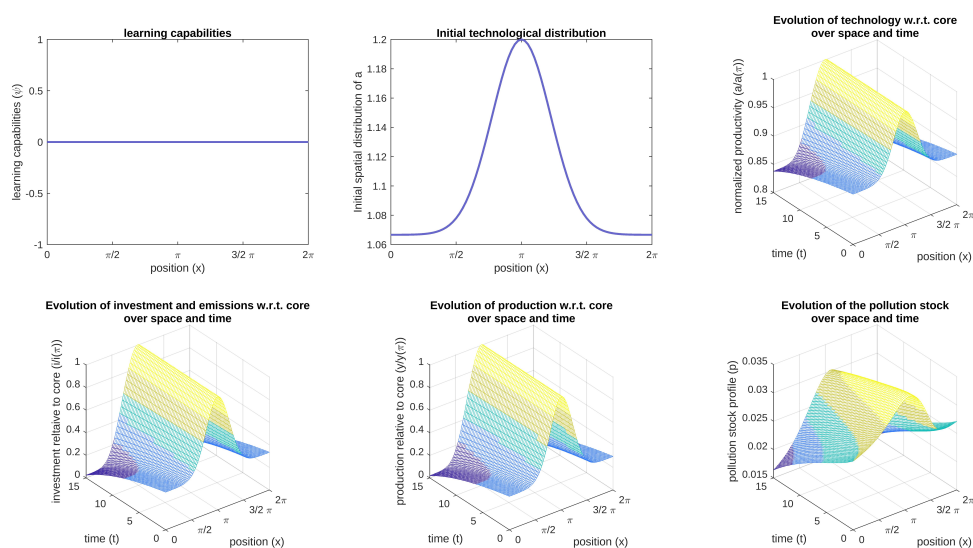 learning capabilities
1
0.5
0
-0.5
-1
learning capabilities (ψ)
0
π/2
π
3/2 π
2π
position (x)
Initial technological distribution
1.2
1.18
1.16
1.14
1.12
1.1
1.08
1.06
Initial spatial distribution of a
0
π/2
π
3/2 π
2π
position (x)
Evolution of technology w.r.t. core
over space and time
1
0.95
0.9
0.85
0.8
normalized productivity (a/a(π))
15
10
5
0
time (t)
0
π/2
π
3/2 π
2π
position (x)
Evolution of investment and emissions w.r.t. core
over space and time
1
0.8
0.6
0.4
0.2
0
investment reltaive to core (i/i(π))
15
10
5
0
time (t)
0
π/2
π
3/2 π
2π
position (x)
Evolution of production w.r.t. core
over space and time
1
0.8
0.6
0.4
0.2
0
production relative to core (y/y(π))
15
10
5
0
time (t)
0
π/2
π
3/2 π
2π
position (x)
Evolution of the pollution stock
over space and time
0.035
0.03
0.025
0.02
0.015
pollution stock profile (p)
15
10
5
0
time (t)
0
π/2
π
3/2 π
2π
position (x)